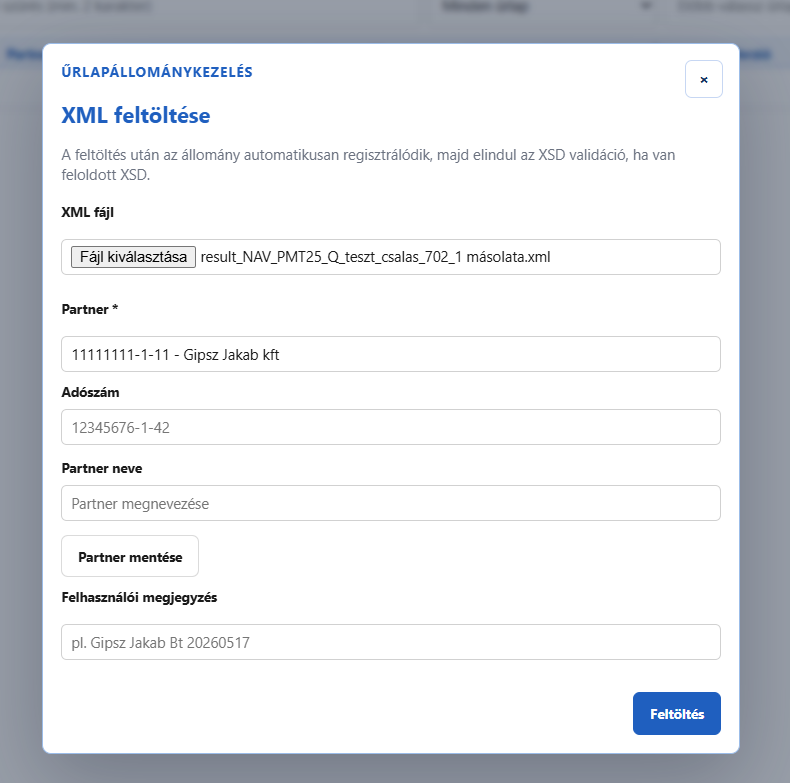 Minden űrlap
ŰRLAPÁLLOMÁNYKEZELÉS
×
XML feltöltése
A feltöltés után az állomány automatikusan regisztrálódik, majd elindul az XSD validáció, ha van
feloldott XSD.
XML fájl
Fájl kiválasztása result_NAV_PMT25_Q_teszt_csalas_702_1 másolata.xml
Partner *
11111111-1-11 - Gipsz Jakab kft
Adószám
12345676-1-42
Partner neve
Partner megnevezése
Partner mentése
Felhasználói megjegyzés
pl. Gipsz Jakab Bt 20260517
Feltöltés